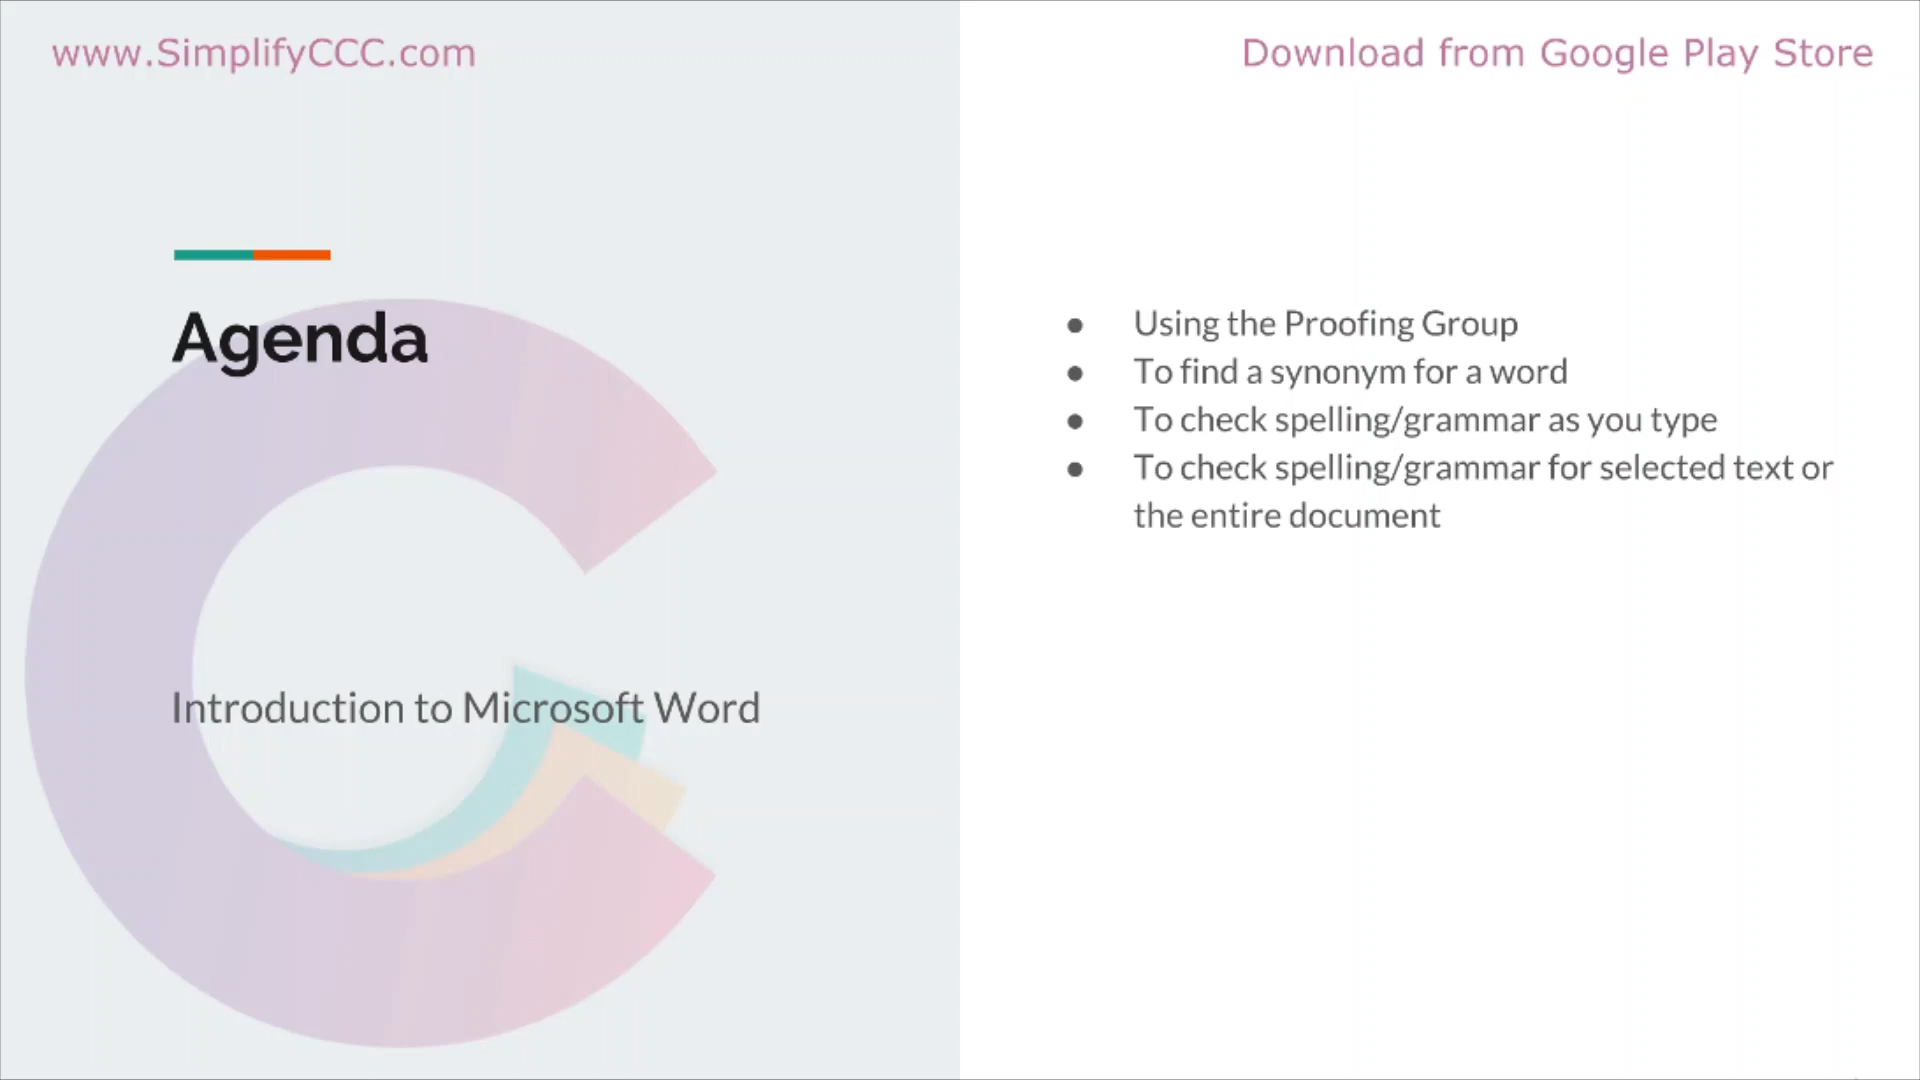 www.SimplifyCCC.com
Download from Google Play Store
Agenda
Introduction to Microsoft Word
● Using the Proofing Group
● To find a synonym for a word
● To check spelling/grammar as you type
● To check spelling/grammar for selected text or
the entire document